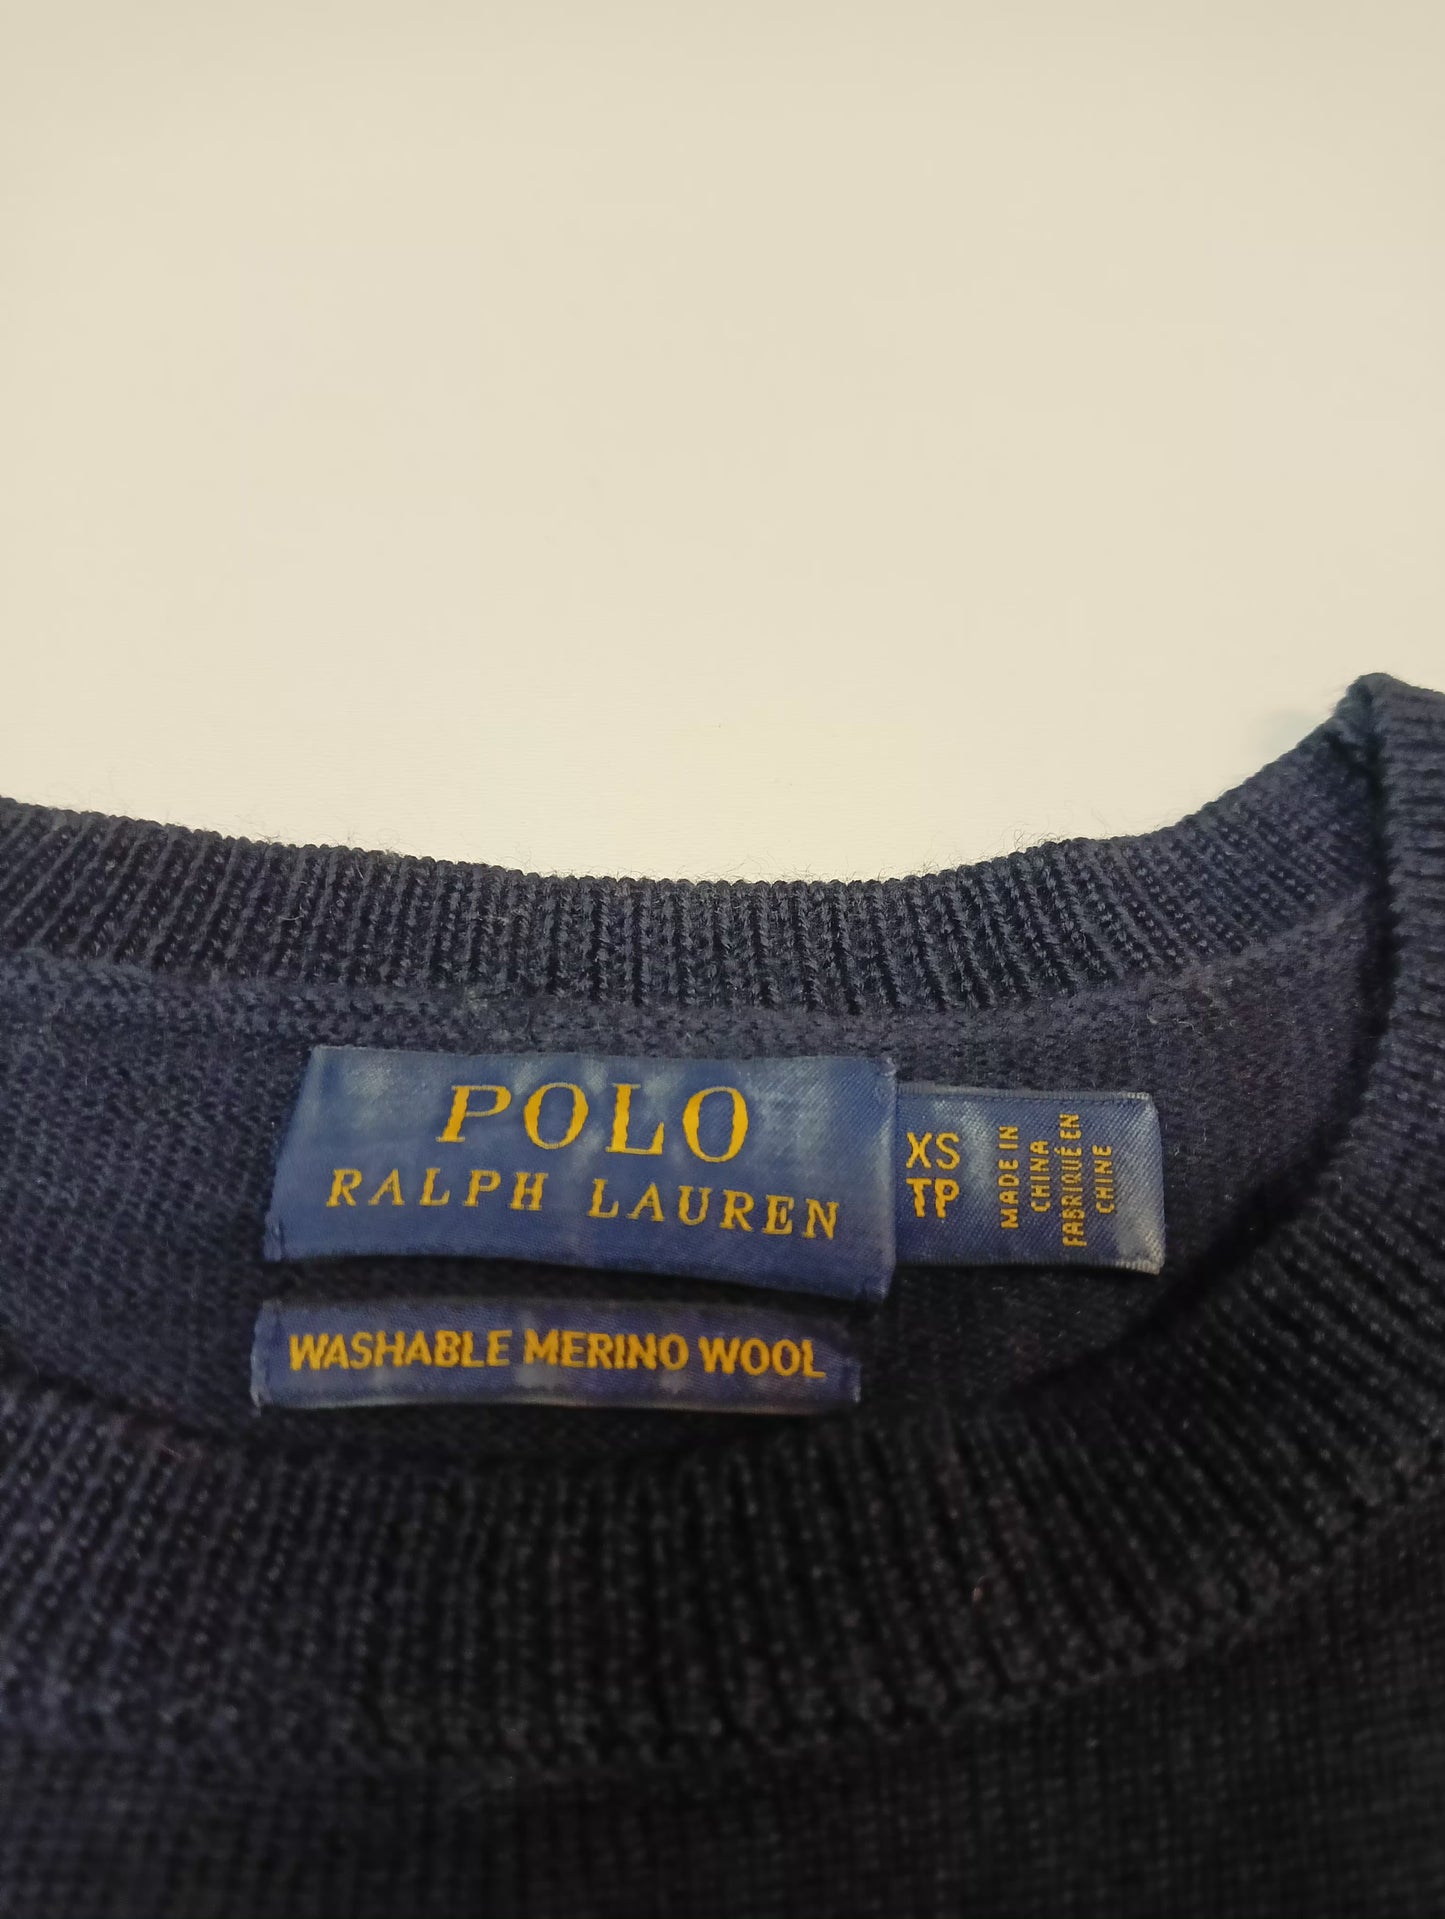 POLO
RALPH LAUREN
XS
TP
MADE IN
CHINA
FABRIQUÉ EN
CHINE
WASHABLE MERINO WOOL